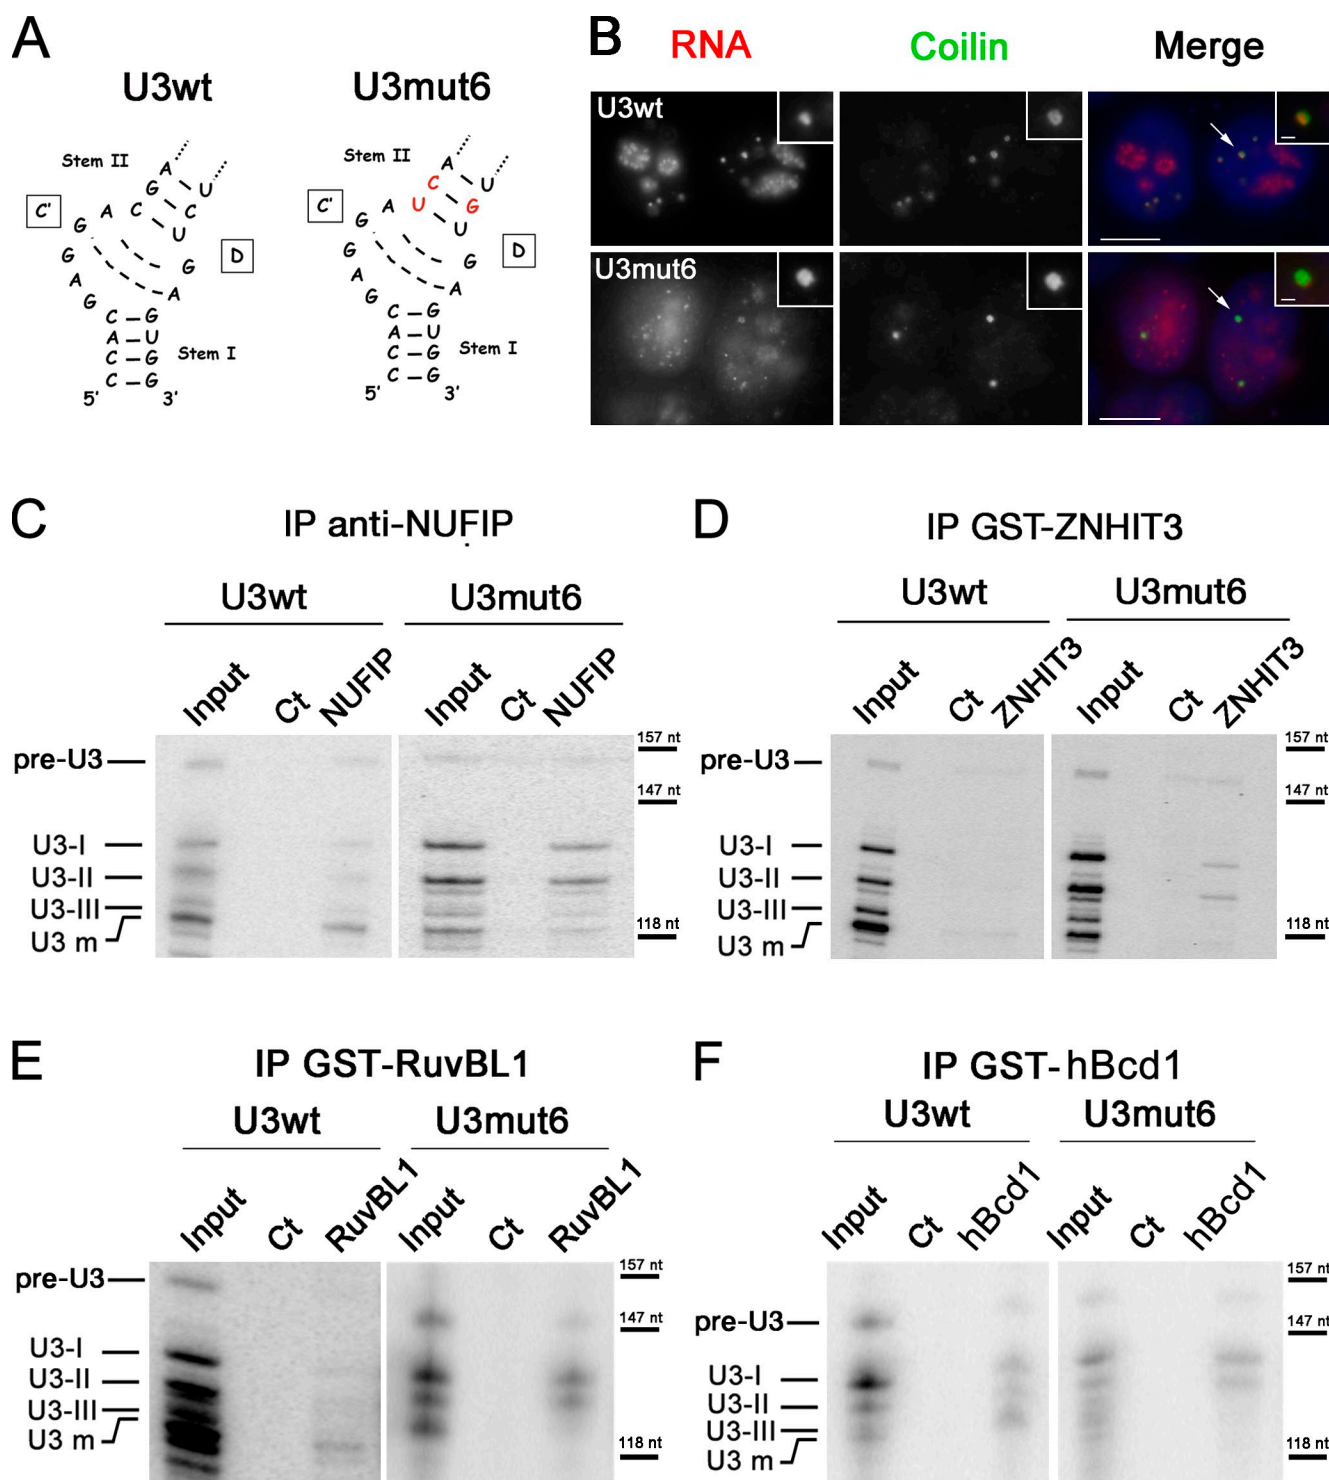 A
U3wt
U3mut6
Stem II
C'
D
G A C G A
U C U G A
G A G
C – G
A – U
C – G
C – G
Stem I
5' 3'
Stem II
C'
D
G A U C A
U G U G A
G A G
C – G
A – U
C – G
C – G
Stem I
5' 3'
B
RNA Coilin Merge
U3wt
U3mut6
C
IP anti-NUFIP
U3wt U3mut6
Input Ct NUFIP Input Ct NUFIP
pre-U3
U3-I
U3-II
U3-III
U3 m
157 nt
147 nt
118 nt
D
IP GST-ZNHIT3
U3wt U3mut6
Input Ct ZNHIT3 Input Ct ZNHIT3
pre-U3
U3-I
U3-II
U3-III
U3 m
157 nt
147 nt
118 nt
E
IP GST-RuvBL1
U3wt U3mut6
Input Ct RuvBL1 Input Ct RuvBL1
pre-U3
U3-I
U3-II
U3-III
U3 m
157 nt
147 nt
118 nt
F
IP GST-hBcd1
U3wt U3mut6
Input Ct hBcd1 Input Ct hBcd1
pre-U3
U3-I
U3-II
U3-III
U3 m
157 nt
147 nt
118 nt